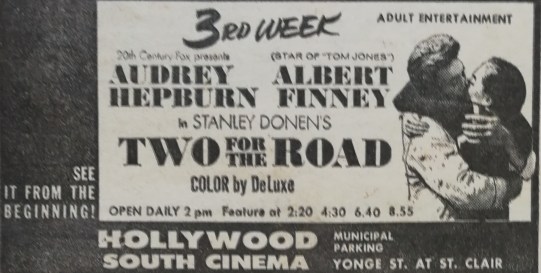 3RD WEEK
ADULT ENTERTAINMENT
20th Century Fox presents
AUDREY HEPBURN
(STAR OF "TOM JONES")
ALBERT FINNEY
in STANLEY DONEN'S
TWO FOR THE ROAD
COLOR by DeLuxe
SEE
IT FROM THE
BEGINNING!
OPEN DAILY 2 pm Feature at 2:20 4:30 6.40 8.55
HOLLYWOOD
SOUTH CINEMA
MUNICIPAL
PARKING
YONGE ST. AT ST. CLAIR